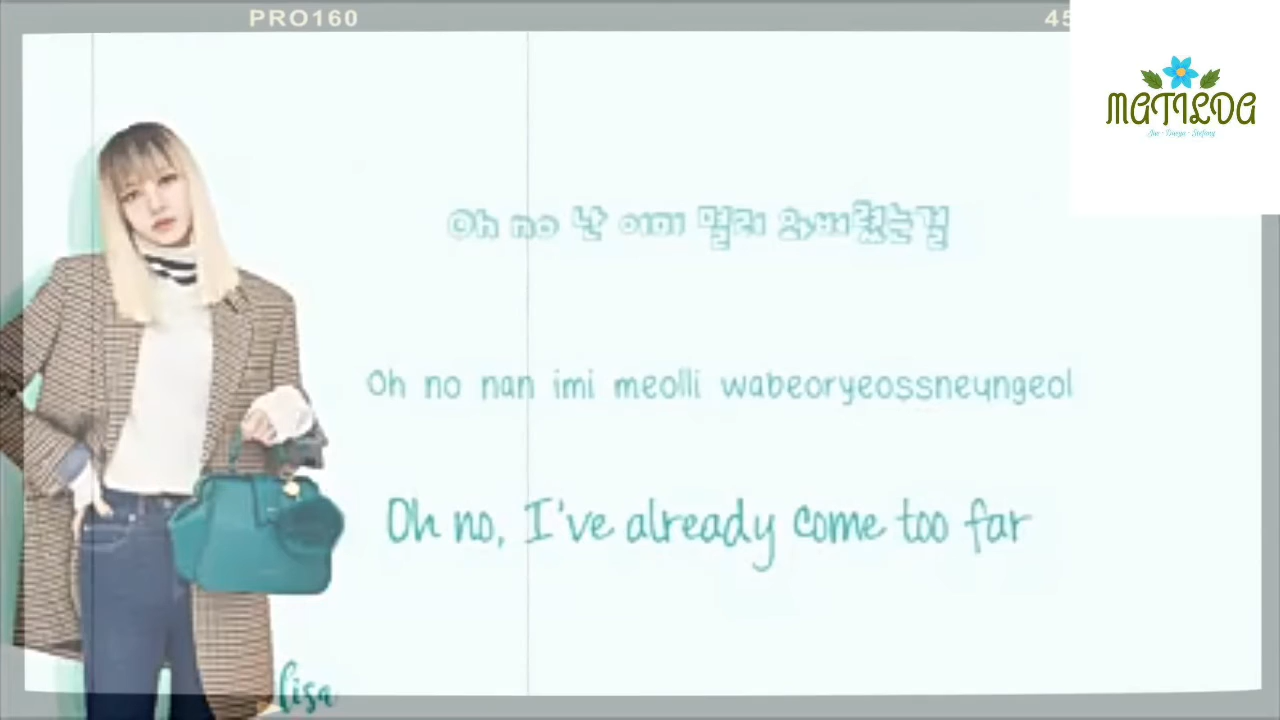 PRO160
45
MATILDA
Oh no 난 이미 멀리 와버렸는걸
Oh no nan imi meolli wabeoryeossneungeol
Oh no, I've already come too far
lisa